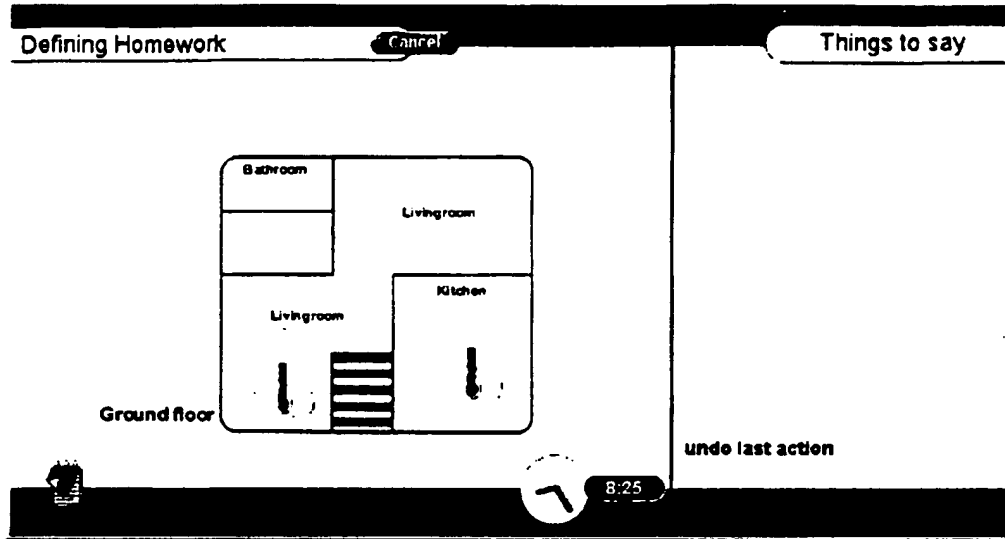 Defining Homework
Cancel
Things to say
Bathroom
Livingroom
Kitchen
Livingroom
Ground floor
undo last action
8:25